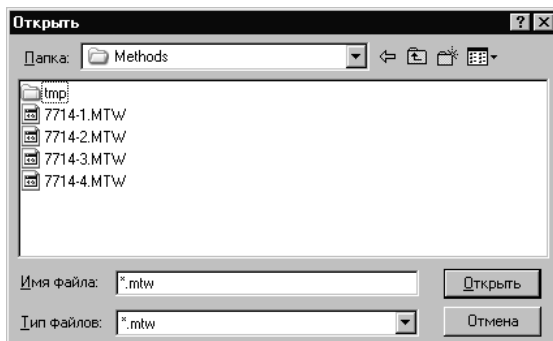 Открыть
Папка: Methods
tmp
7714-1.MTW
7714-2.MTW
7714-3.MTW
7714-4.MTW
Имя файла: *.mtw Открыть
Тип файлов: *.mtw Отмена